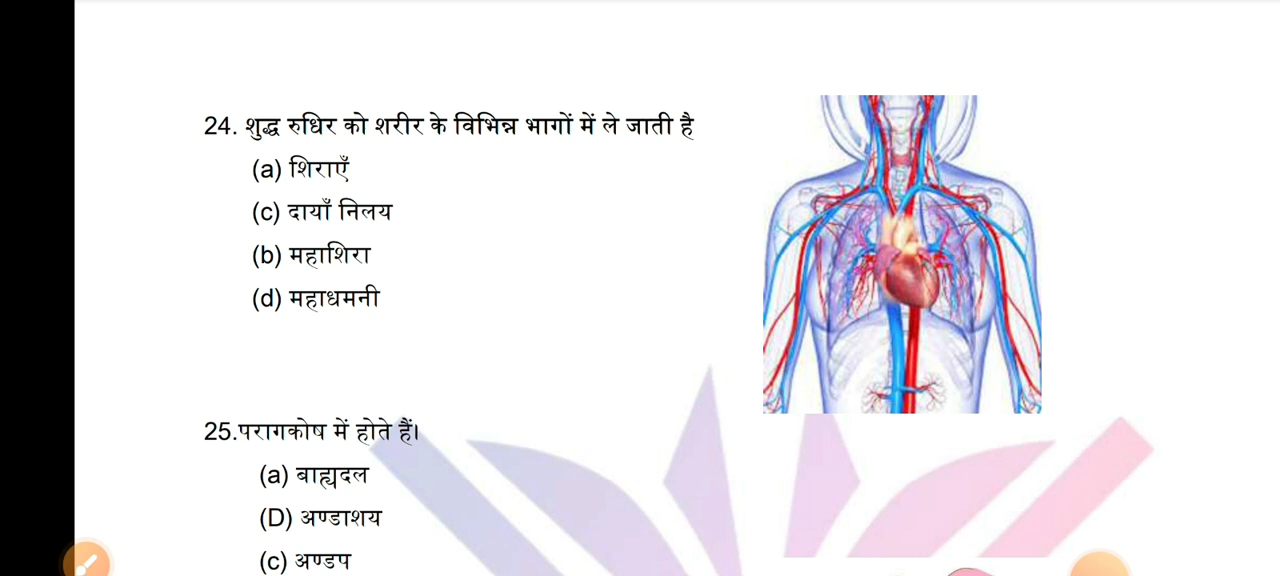 24. शुद्ध रुधिर को शरीर के विभिन्न भागों में ले जाती है
(a) शिराएँ
(c) दायाँ निलय
(b) महाशिरा
(d) महाधमनी
25.परागकोष में होते हैं।
(a) बाह्यदल
(D) अण्डाशय
(c) अण्डप